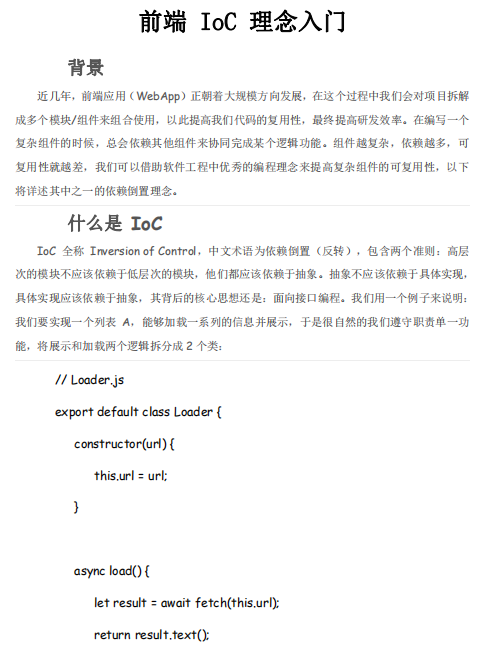 前端 IoC 理念入门
背景
近几年，前端应用（WebApp）正朝着大规模方向发展，在这个过程中我们会对项目拆解
成多个模块/组件来组合使用，以此提高我们代码的复用性，最终提高研发效率。在编写一个
复杂组件的时候，总会依赖其他组件来协同完成某个逻辑功能。组件越复杂，依赖越多，可
复用性就越差，我们可以借助软件工程中优秀的编程理念来提高复杂组件的可复用性，以下
将详述其中之一的依赖倒置理念。
什么是 IoC
IoC 全称 Inversion of Control，中文术语为依赖倒置（反转），包含两个准则：高层
次的模块不应该依赖于低层次的模块，他们都应该依赖于抽象。抽象不应该依赖于具体实现，
具体实现应该依赖于抽象，其背后的核心思想还是：面向接口编程。我们用一个例子来说明：
我们要实现一个列表 A，能够加载一系列的信息并展示，于是很自然的我们遵守职责单一功
能，将展示和加载两个逻辑拆分成 2 个类：
// Loader.js
export default class Loader {
constructor(url) {
this.url = url;
}
async load() {
let result = await fetch(this.url);
return result.text();